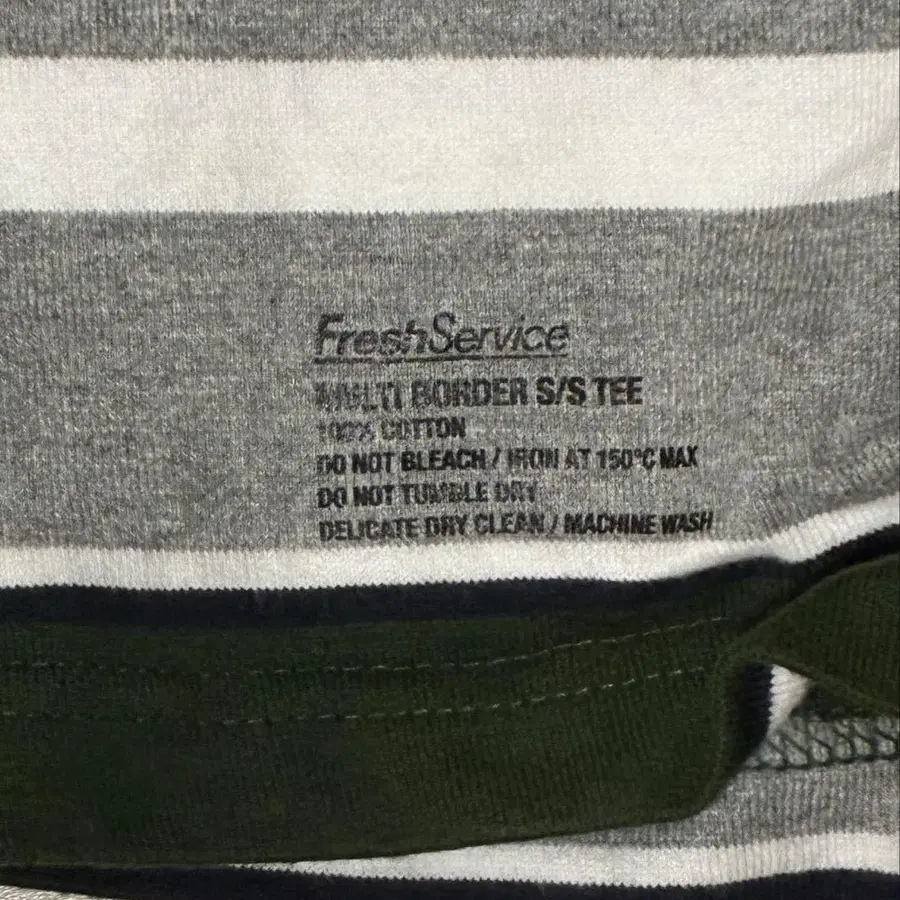 FreshService
MULTI BORDER S/S TEE
100% COTTON
DO NOT BLEACH / IRON AT 150°C MAX
DO NOT TUMBLE DRY
DELICATE DRY CLEAN / MACHINE WASH